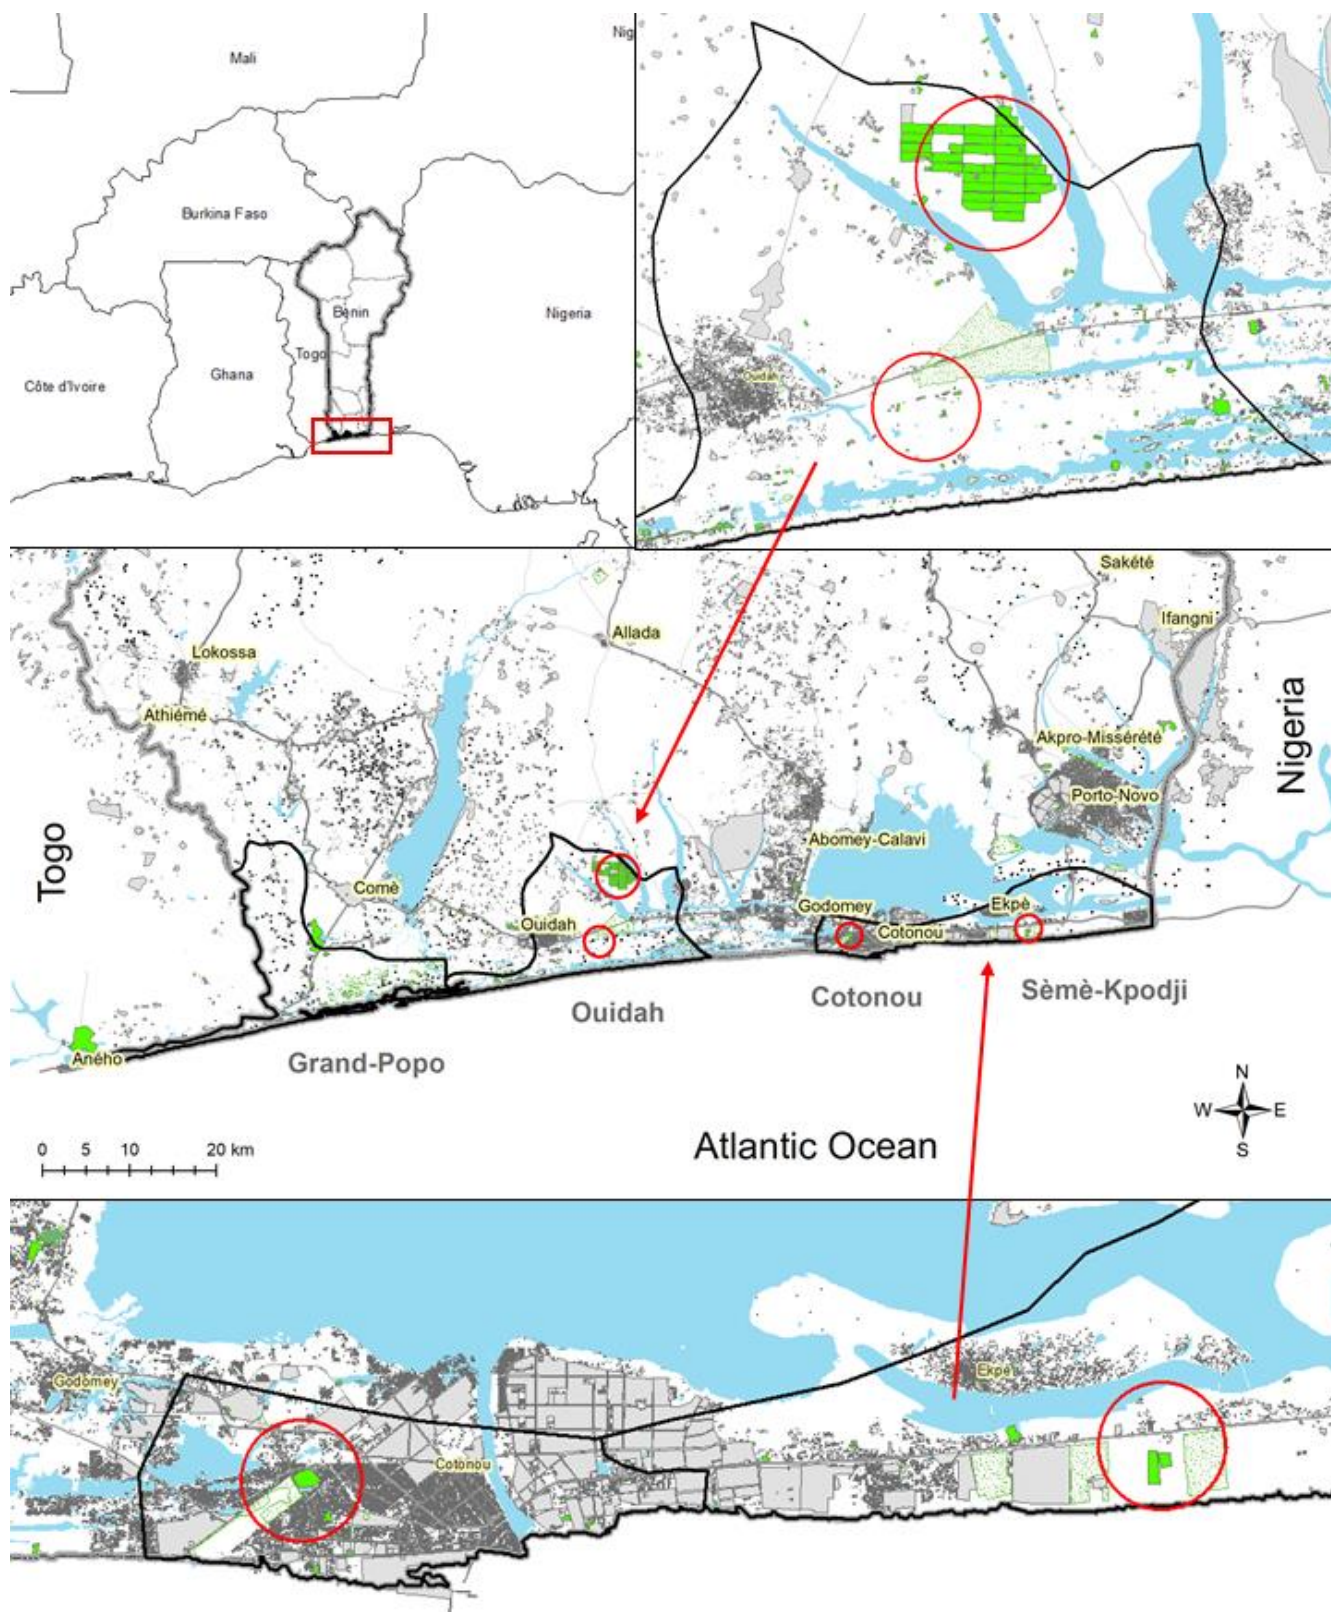 Mali
Nig
Burkina Faso
Bénin
Nigeria
Togo
Ghana
Côte d'Ivoire
Ouidah
Sakété
Ifangni
Allada
Lokossa
Athiémé
Akpro-Missérété
Porto-Novo
Nigeria
Togo
Abomey-Calavi
Comè
Godomey
Ekpè
Ouidah
Cotonou
Ouidah
Cotonou
Sèmè-Kpodji
Grand-Popo
Aného
N
W E
S
0 5 10 20 km
Atlantic Ocean
Godomey
Ekpè
Cotonou